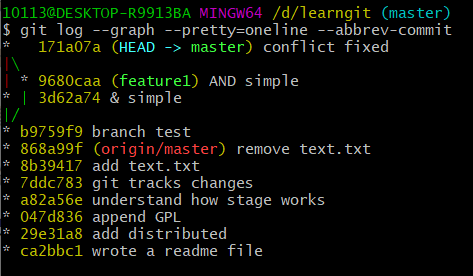 10113@DESKTOP-R9913BA MINGW64 /d/learngit (master)
$ git log --graph --pretty=oneline --abbrev-commit
*   171a07a (HEAD -> master) conflict fixed
|\
| * 9680caa (feature1) AND simple
* | 3d62a74 & simple
|/
* b9759f9 branch test
* 868a99f (origin/master) remove text.txt
* 8b39417 add text.txt
* 7ddc783 git tracks changes
* a82a56e understand how stage works
* 047d836 append GPL
* 29e31a8 add distributed
* ca2bbc1 wrote a readme file